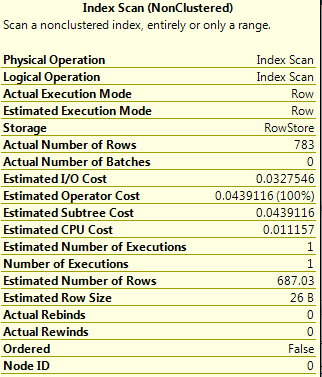 Index Scan (NonClustered)
Scan a nonclustered index, entirely or only a range.
Physical Operation Index Scan
Logical Operation Index Scan
Actual Execution Mode Row
Estimated Execution Mode Row
Storage RowStore
Actual Number of Rows 783
Actual Number of Batches 0
Estimated I/O Cost 0.0327546
Estimated Operator Cost 0.0439116 (100%)
Estimated Subtree Cost 0.0439116
Estimated CPU Cost 0.011157
Estimated Number of Executions 1
Number of Executions 1
Estimated Number of Rows 687.03
Estimated Row Size 26 B
Actual Rebinds 0
Actual Rewinds 0
Ordered False
Node ID 0